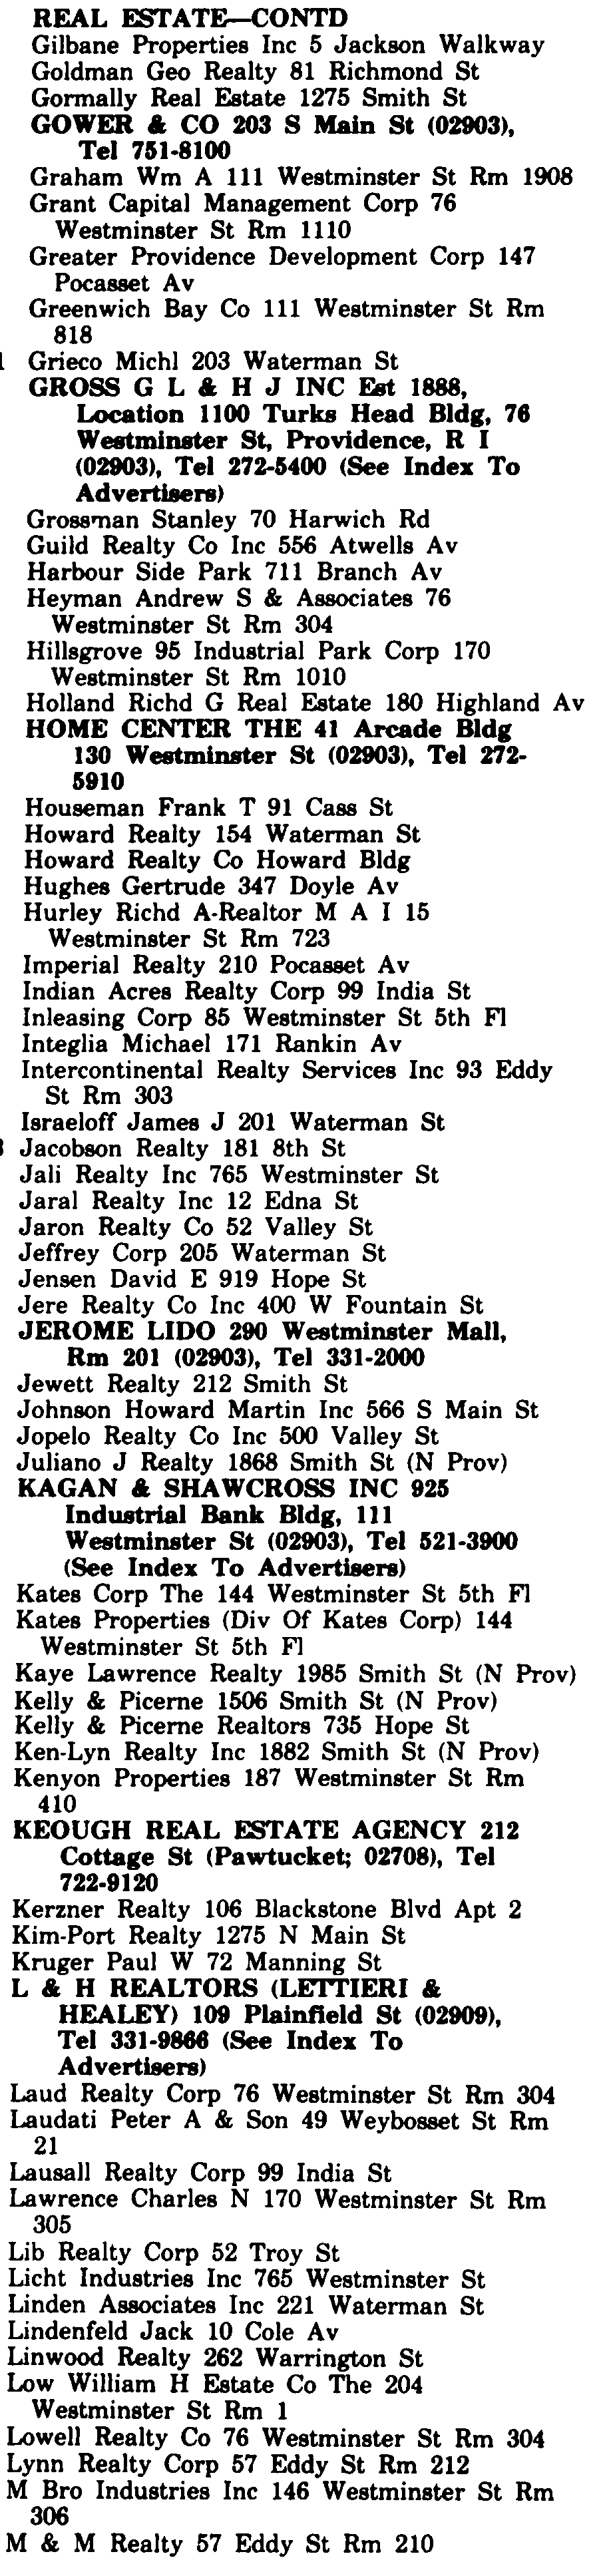 REAL ESTATE—CONTD
Gilbane Properties Inc 5 Jackson Walkway
Goldman Geo Realty 81 Richmond St
Gormally Real Estate 1275 Smith St
GOWER & CO 203 S Main St (02903),
Tel 751-8100
Graham Wm A 111 Westminster St Rm 1908
Grant Capital Management Corp 76
Westminster St Rm 1110
Greater Providence Development Corp 147
Pocasset Av
Greenwich Bay Co 111 Westminster St Rm
818
Grieco Michl 203 Waterman St
GROSS G L & H J INC Est 1888,
Location 1100 Turks Head Bldg, 76
Westminster St, Providence, R I
(02903), Tel 272-5400 (See Index To
Advertisers)
Grossman Stanley 70 Harwich Rd
Guild Realty Co Inc 556 Atwells Av
Harbour Side Park 711 Branch Av
Heyman Andrew S & Associates 76
Westminster St Rm 304
Hillsgrove 95 Industrial Park Corp 170
Westminster St Rm 1010
Holland Richd G Real Estate 180 Highland Av
HOME CENTER THE 41 Arcade Bldg
130 Westminster St (02903), Tel 272-
5910
Houseman Frank T 91 Cass St
Howard Realty 154 Waterman St
Howard Realty Co Howard Bldg
Hughes Gertrude 347 Doyle Av
Hurley Richd A-Realtor M A I 15
Westminster St Rm 723
Imperial Realty 210 Pocasset Av
Indian Acres Realty Corp 99 India St
Inleasing Corp 85 Westminster St 5th Fl
Integlia Michael 171 Rankin Av
Intercontinental Realty Services Inc 93 Eddy
St Rm 303
Israeloff James J 201 Waterman St
Jacobson Realty 181 8th St
Jali Realty Inc 765 Westminster St
Jaral Realty Inc 12 Edna St
Jaron Realty Co 52 Valley St
Jeffrey Corp 205 Waterman St
Jensen David E 919 Hope St
Jere Realty Co Inc 400 W Fountain St
JEROME LIDO 290 Westminster Mall,
Rm 201 (02903), Tel 331-2000
Jewett Realty 212 Smith St
Johnson Howard Martin Inc 566 S Main St
Jopelo Realty Co Inc 500 Valley St
Juliano J Realty 1868 Smith St (N Prov)
KAGAN & SHAWCROSS INC 925
Industrial Bank Bldg, 111
Westminster St (02903), Tel 521-3900
(See Index To Advertisers)
Kates Corp The 144 Westminster St 5th Fl
Kates Properties (Div Of Kates Corp) 144
Westminster St 5th Fl
Kaye Lawrence Realty 1985 Smith St (N Prov)
Kelly & Picerne 1506 Smith St (N Prov)
Kelly & Picerne Realtors 735 Hope St
Ken-Lyn Realty Inc 1882 Smith St (N Prov)
Kenyon Properties 187 Westminster St Rm
410
KEOUGH REAL ESTATE AGENCY 212
Cottage St (Pawtucket; 02708), Tel
722-9120
Kerzner Realty 106 Blackstone Blvd Apt 2
Kim-Port Realty 1275 N Main St
Kruger Paul W 72 Manning St
L & H REALTORS (LETTIERI &
HEALEY) 109 Plainfield St (02909),
Tel 331-9866 (See Index To
Advertisers)
Laud Realty Corp 76 Westminster St Rm 304
Laudati Peter A & Son 49 Weybosset St Rm
21
Lausall Realty Corp 99 India St
Lawrence Charles N 170 Westminster St Rm
305
Lib Realty Corp 52 Troy St
Licht Industries Inc 765 Westminster St
Linden Associates Inc 221 Waterman St
Lindenfeld Jack 10 Cole Av
Linwood Realty 262 Warrington St
Low William H Estate Co The 204
Westminster St Rm 1
Lowell Realty Co 76 Westminster St Rm 304
Lynn Realty Corp 57 Eddy St Rm 212
M Bro Industries Inc 146 Westminster St Rm
306
M & M Realty 57 Eddy St Rm 210